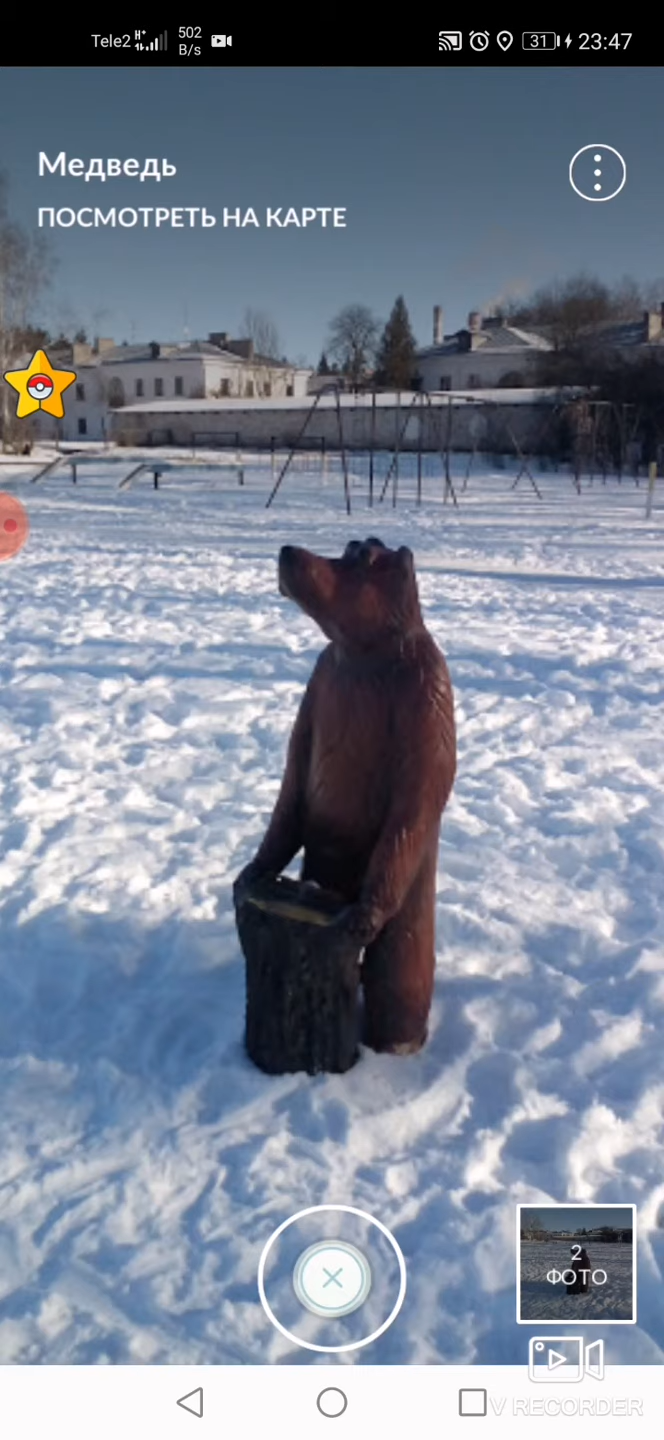 Tele2 H+ 502 B/s 31 23:47
Медведь
ПОСМОТРЕТЬ НА КАРТЕ
2
ФОТО
V RECORDER